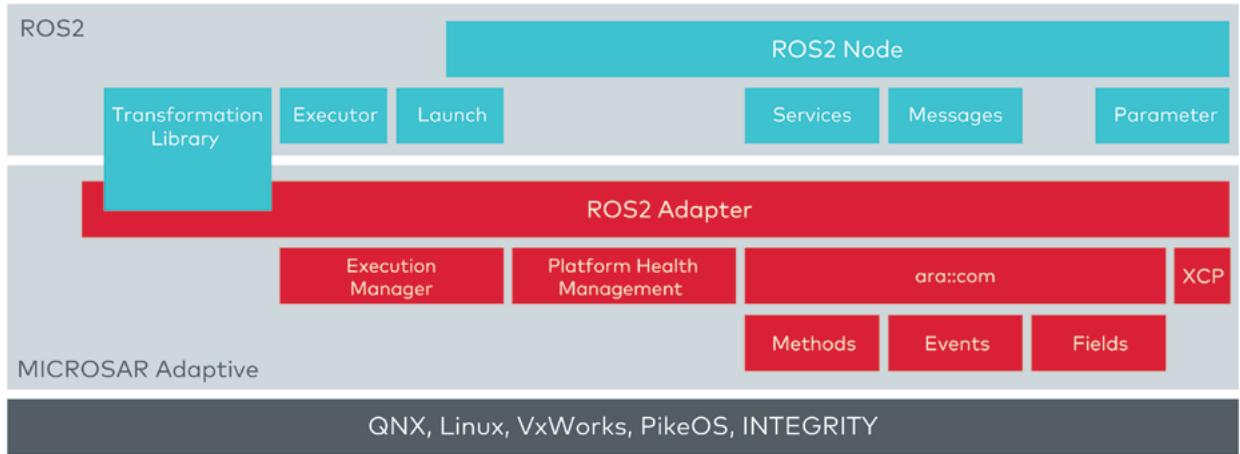 ROS2
ROS2 Node
Transformation
Library
Executor
Launch
Services
Messages
Parameter
ROS2 Adapter
Execution
Manager
Platform Health
Management
ara::com
XCP
Methods
Events
Fields
MICROSAR Adaptive
QNX, Linux, VxWorks, PikeOS, INTEGRITY